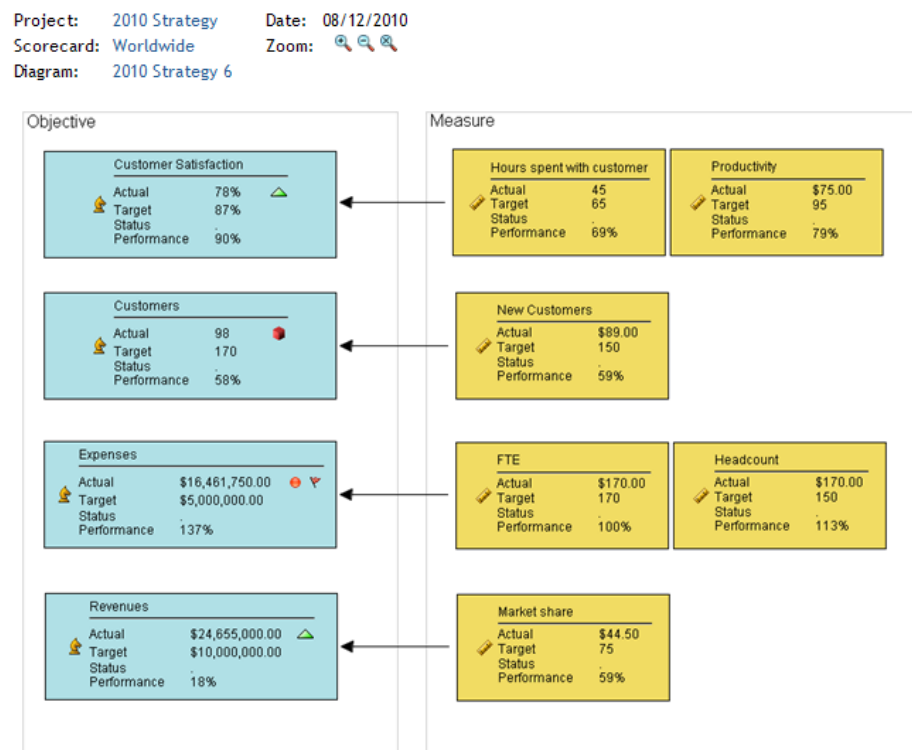 Project: 2010 Strategy Date: 08/12/2010
Scorecard: Worldwide Zoom:
Diagram: 2010 Strategy 6
Objective
Measure
Customer Satisfaction
Actual 78%
Target 87%
Status .
Performance 90%
Hours spent with customer
Actual 45
Target 65
Status .
Performance 69%
Productivity
Actual $75.00
Target 95
Status .
Performance 79%
Customers
Actual 98
Target 170
Status .
Performance 58%
New Customers
Actual $89.00
Target 150
Status .
Performance 59%
Expenses
Actual $16,461,750.00
Target $5,000,000.00
Status .
Performance 137%
FTE
Actual $170.00
Target 170
Status .
Performance 100%
Headcount
Actual $170.00
Target 150
Status .
Performance 113%
Revenues
Actual $24,655,000.00
Target $10,000,000.00
Status .
Performance 18%
Market share
Actual $44.50
Target 75
Status .
Performance 59%